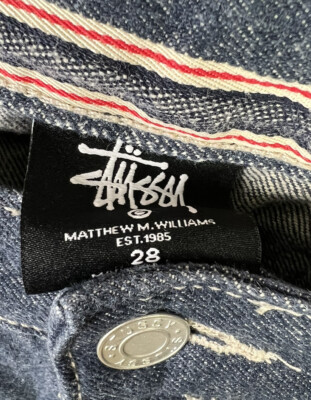 Stüssy
MATTHEW M. WILLIAMS
EST.1985
28